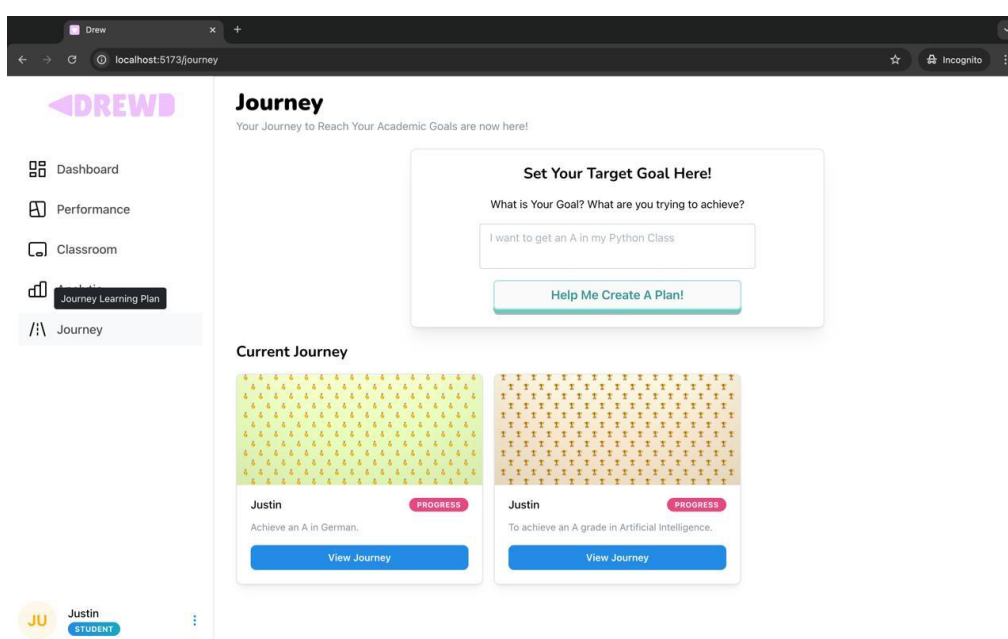 Drew
localhost:5173/journey
Incognito
DREW
Journey
Your Journey to Reach Your Academic Goals are now here!
Dashboard
Performance
Classroom
Journey Learning Plan
Journey
Set Your Target Goal Here!
What is Your Goal? What are you trying to achieve?
I want to get an A in my Python Class
Help Me Create A Plan!
Current Journey
Justin PROGRESS
Achieve an A in German.
View Journey
Justin PROGRESS
To achieve an A grade in Artificial Intelligence.
View Journey
JU
Justin
STUDENT